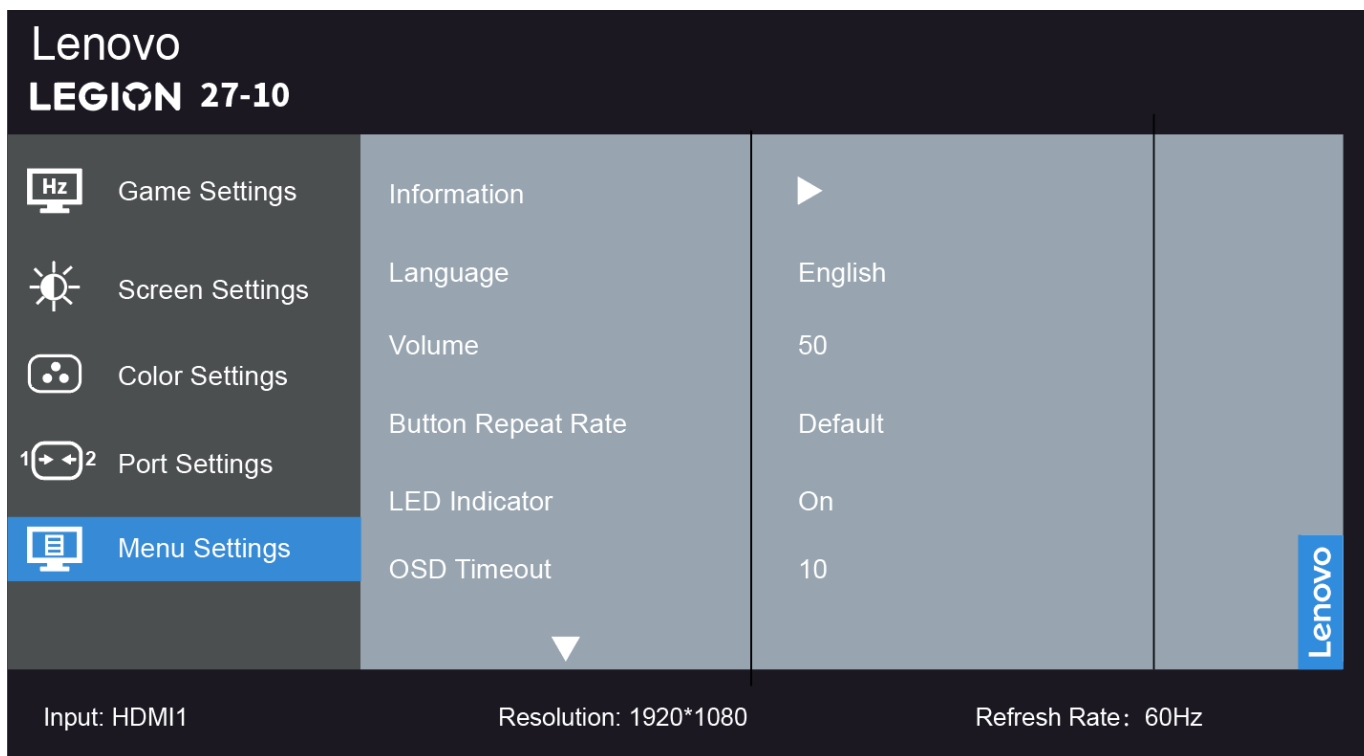 Lenovo
LEGION 27-10
Hz
Game Settings
Screen Settings
Color Settings
1 2 Port Settings
Menu Settings
Information
Language English
Volume 50
Button Repeat Rate Default
LED Indicator On
OSD Timeout 10
Lenovo
Input: HDMI1 Resolution: 1920*1080 Refresh Rate: 60Hz